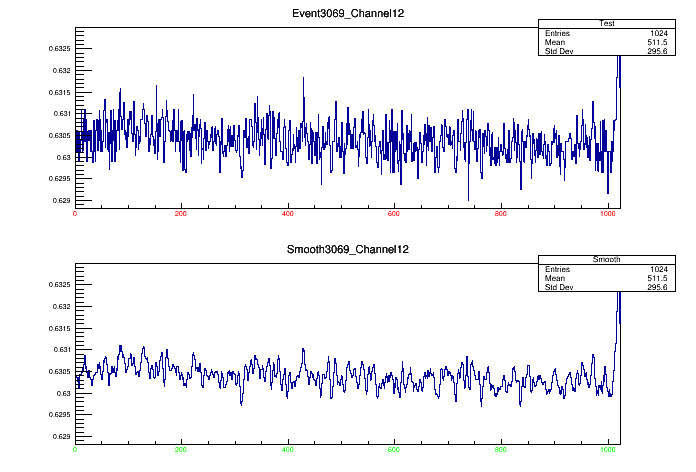 Event3069_Channel12
Test
Entries 1024
Mean 511.5
Std Dev 295.6
0.6325
0.632
0.6315
0.631
0.6305
0.63
0.6295
0.629
0 200 400 600 800 1000
Smooth3069_Channel12
Smooth
Entries 1024
Mean 511.5
Std Dev 295.6
0.6325
0.632
0.6315
0.631
0.6305
0.63
0.6295
0.629
0 200 400 600 800 1000